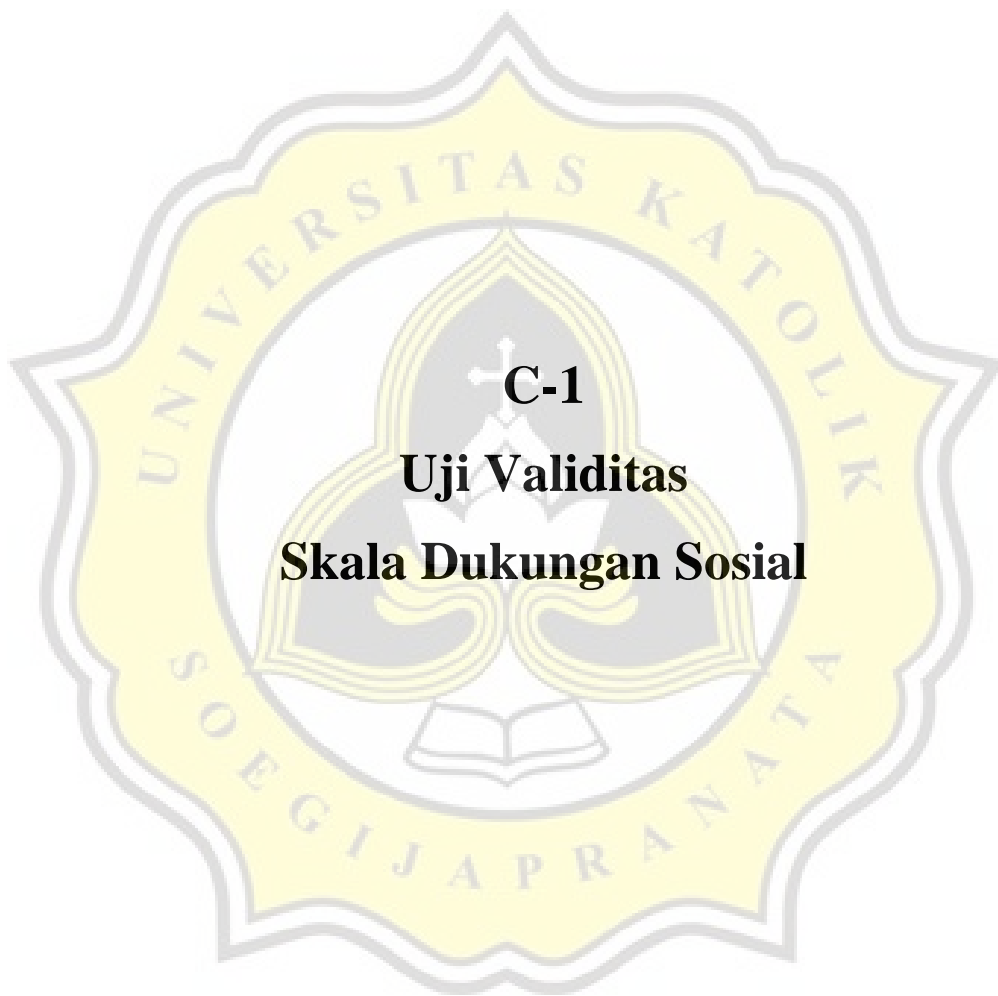 UNIVERSITAS KATOLIK
C-1
Uji Validitas
Skala Dukungan Sosial
SOEGIJAPRANATA